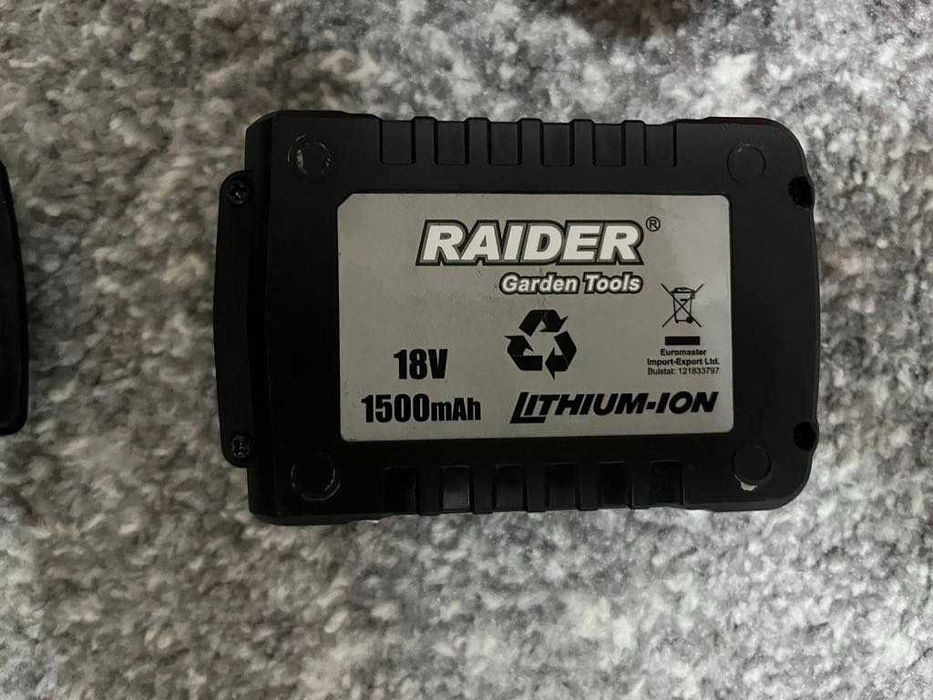 RAIDER®
Garden Tools
18V
1500mAh
LITHIUM-ION
Euromaster
Import-Export Ltd.
Bulstat: 121833797